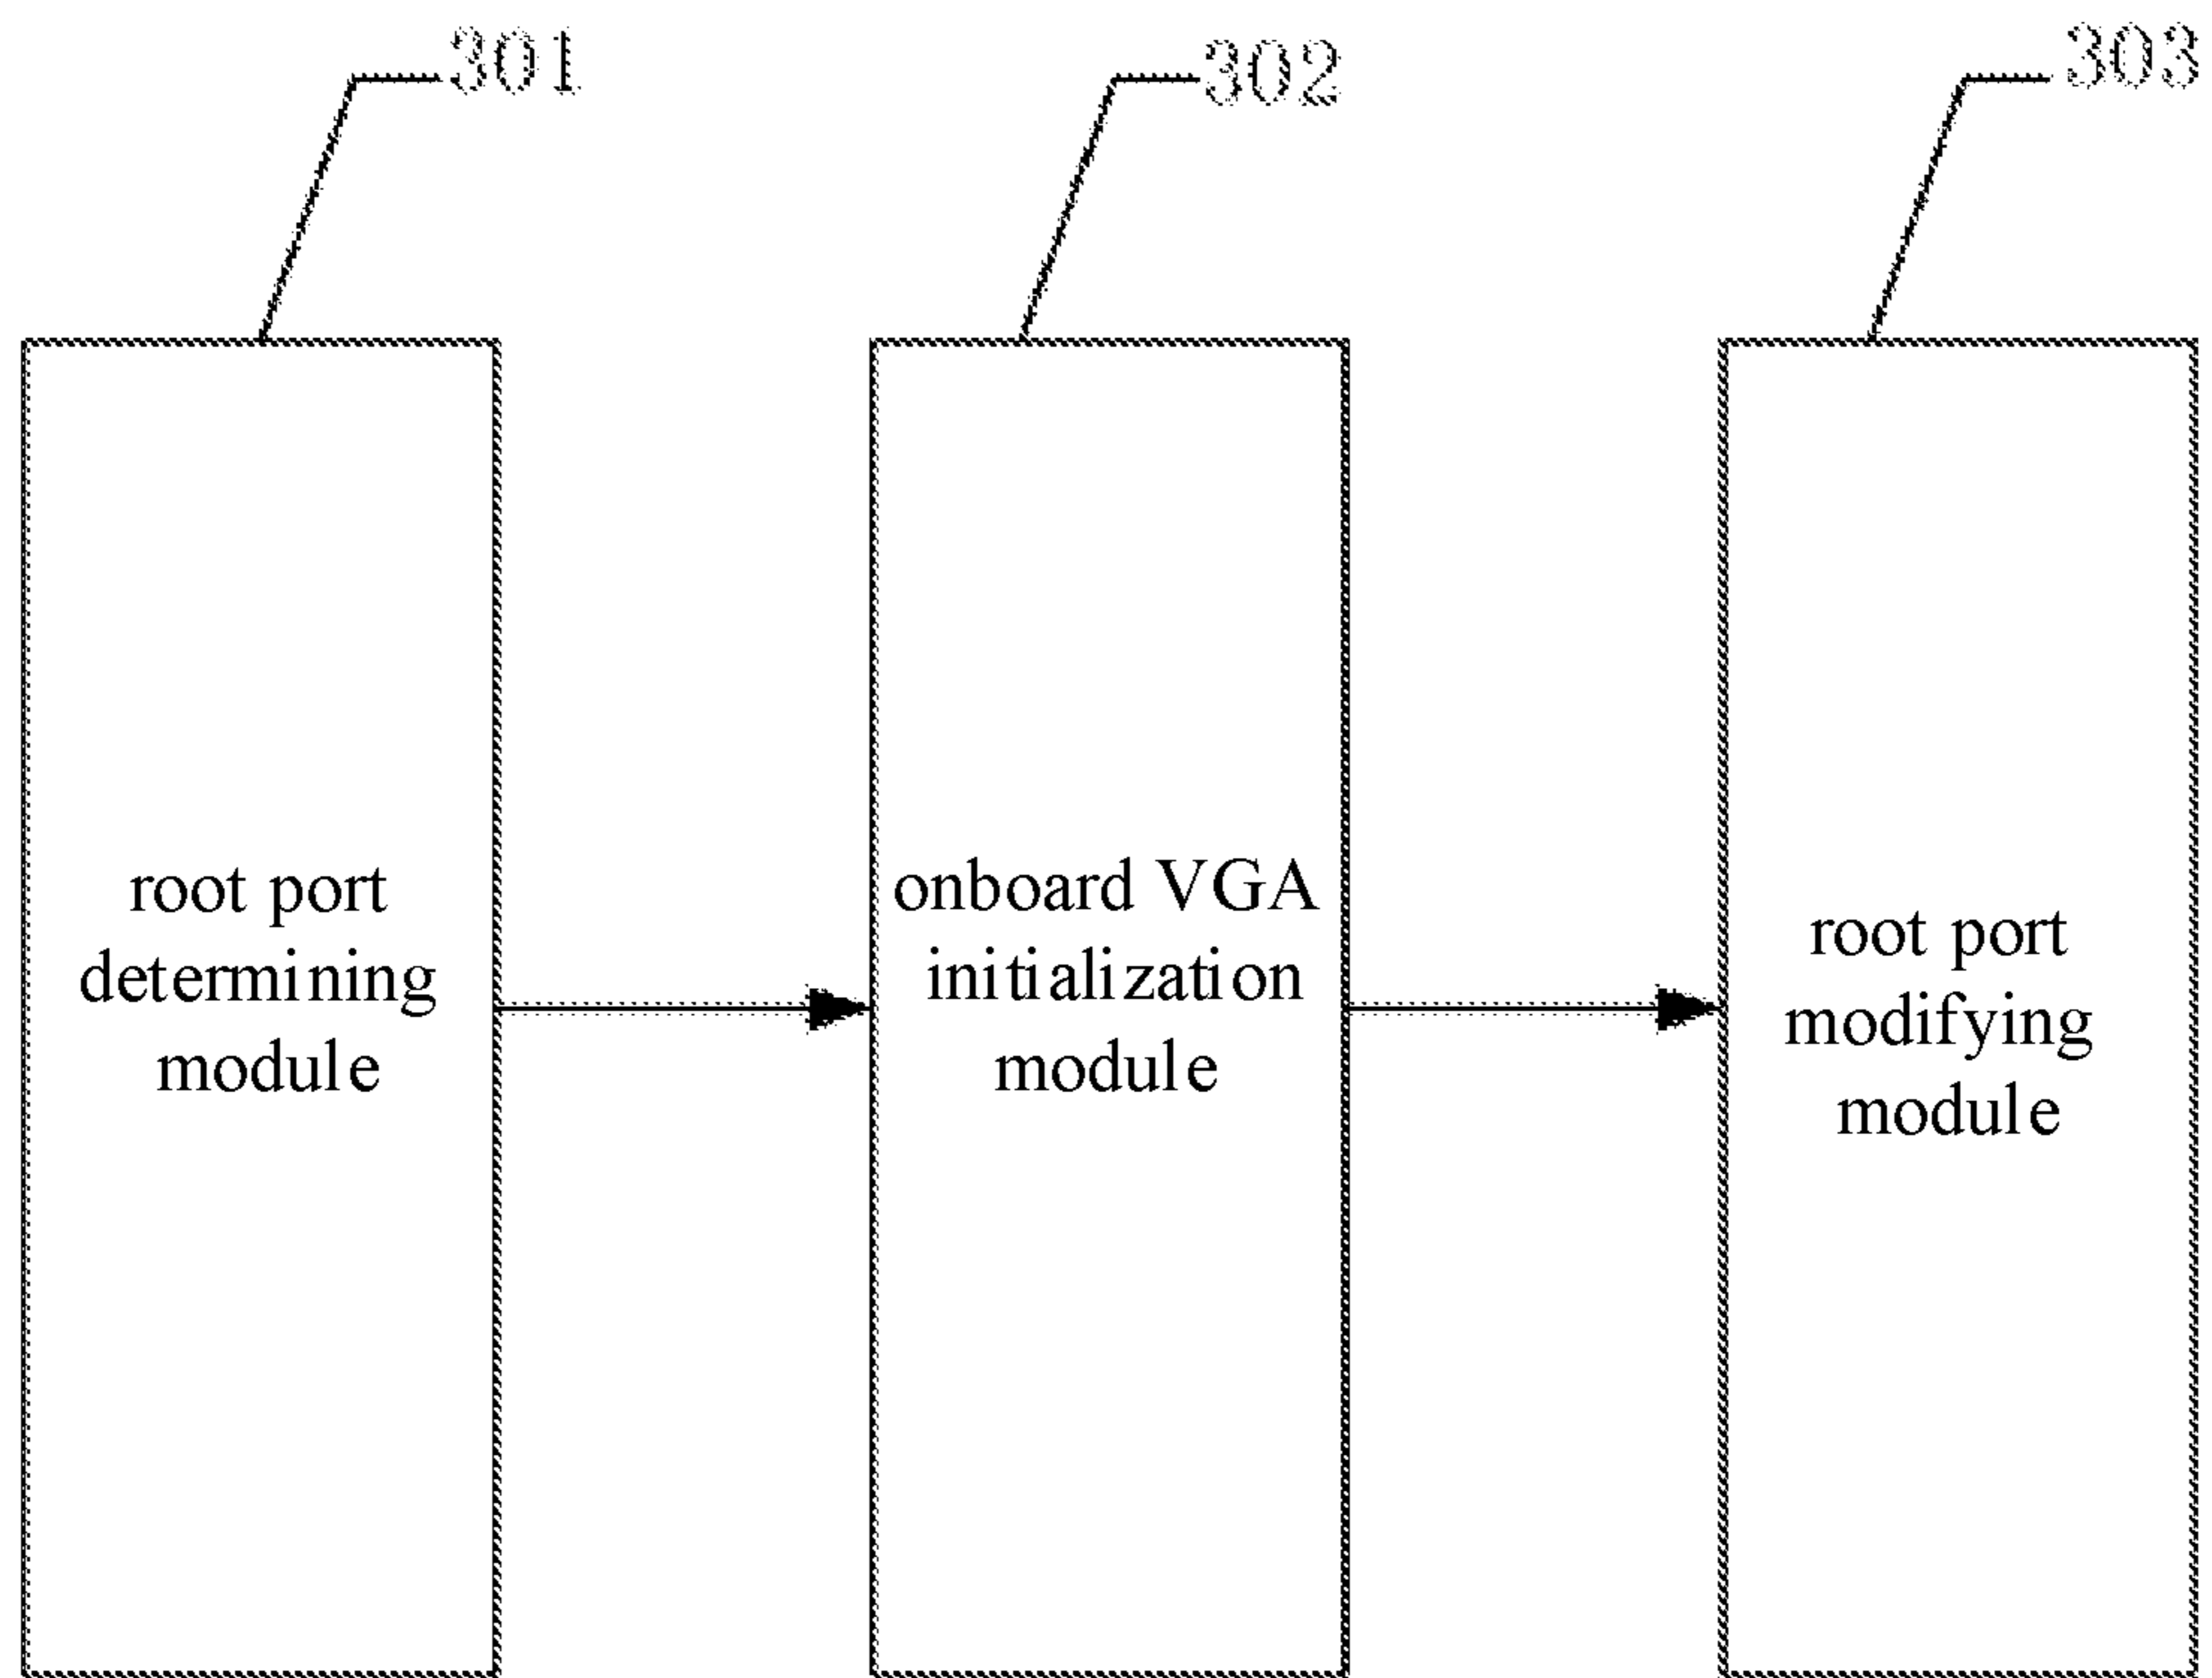 301
302
303
root port
determining
module
onboard VGA
initialization
module
root port
modifying
module